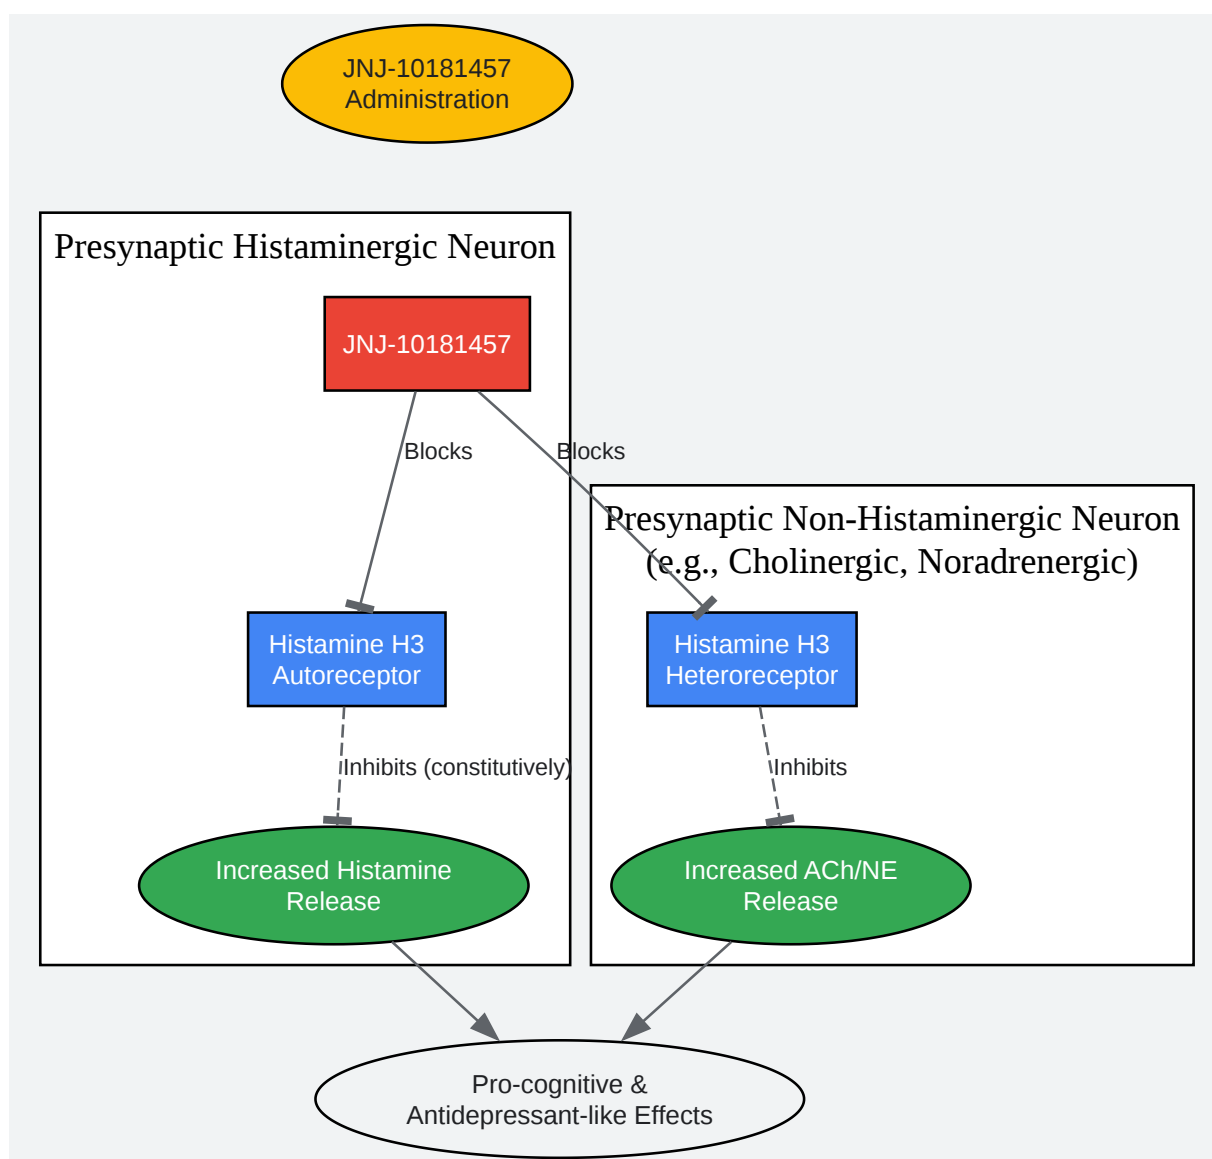 JNJ-10181457
Administration
Presynaptic Histaminergic Neuron
JNJ-10181457
Blocks
Blocks
Presynaptic Non-Histaminergic Neuron
(e.g., Cholinergic, Noradrenergic)
Histamine H3
Autoreceptor
Histamine H3
Heteroreceptor
Inhibits (constitutively)
Inhibits
Increased Histamine
Release
Increased ACh/NE
Release
Pro-cognitive &
Antidepressant-like Effects